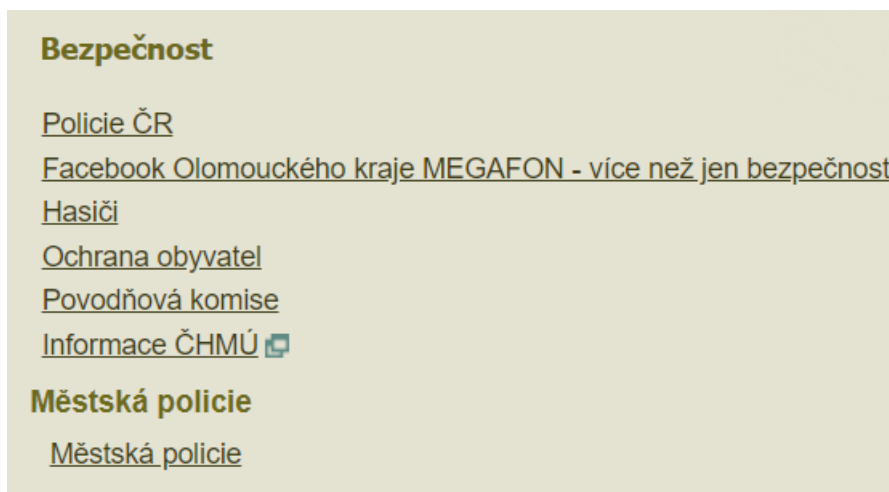 Bezpečnost
Policie ČR
Facebook Olomouckého kraje MEGAFON - více než jen bezpečnost
Hasiči
Ochrana obyvatel
Povodňová komise
Informace ČHMÚ
Městská policie
Městská policie